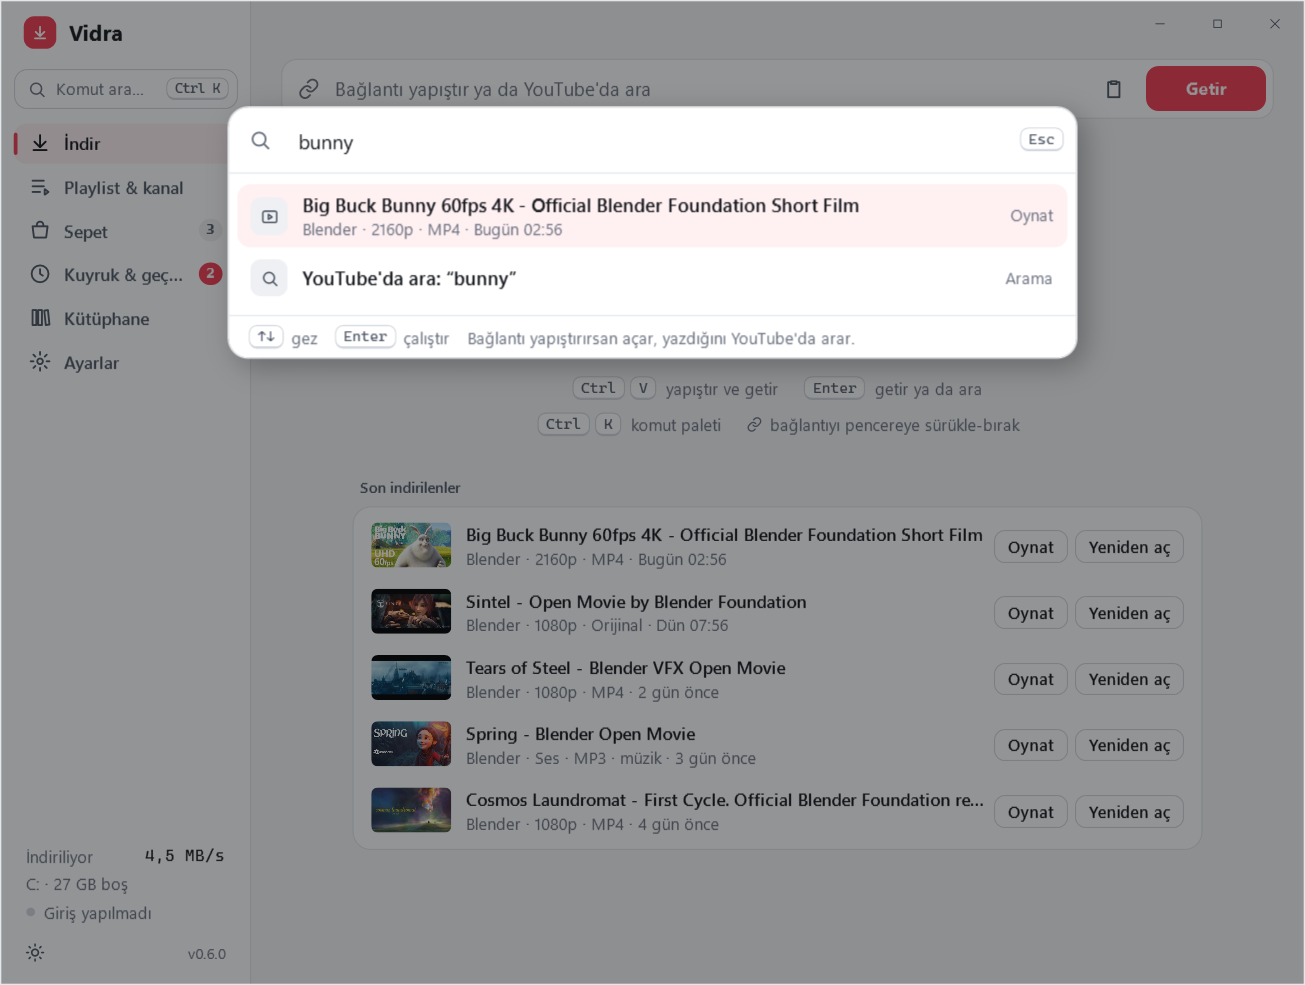 Vidra
Komut ara... Ctrl K
İndir
Playlist & kanal
Sepet 3
Kuyruk & geç... 2
Kütüphane
Ayarlar
İndiriliyor 4,5 MB/s
C: · 27 GB boş
Giriş yapılmadı
v0.6.0
Bağlantı yapıştır ya da YouTube'da ara
Getir
bunny Esc
Big Buck Bunny 60fps 4K - Official Blender Foundation Short Film
Blender · 2160p · MP4 · Bugün 02:56
Oynat
YouTube'da ara: “bunny” Arama
↑↓ gez Enter çalıştır Bağlantı yapıştırırsan açar, yazdığını YouTube'da arar.
Ctrl V yapıştır ve getir Enter getir ya da ara
Ctrl K komut paleti bağlantıyı pencereye sürükle-bırak
Son indirilenler
BIG BUCK BUNNY
UHD
60fps
Big Buck Bunny 60fps 4K - Official Blender Foundation Short Film
Blender · 2160p · MP4 · Bugün 02:56
Oynat Yeniden aç
Sintel - Open Movie by Blender Foundation
Blender · 1080p · Orijinal · Dün 07:56
Oynat Yeniden aç
Tears of Steel - Blender VFX Open Movie
Blender · 1080p · MP4 · 2 gün önce
Oynat Yeniden aç
SPRING
Spring - Blender Open Movie
Blender · Ses · MP3 · müzik · 3 gün önce
Oynat Yeniden aç
Cosmos Laundromat - First Cycle. Official Blender Foundation re...
Blender · 1080p · MP4 · 4 gün önce
Oynat Yeniden aç